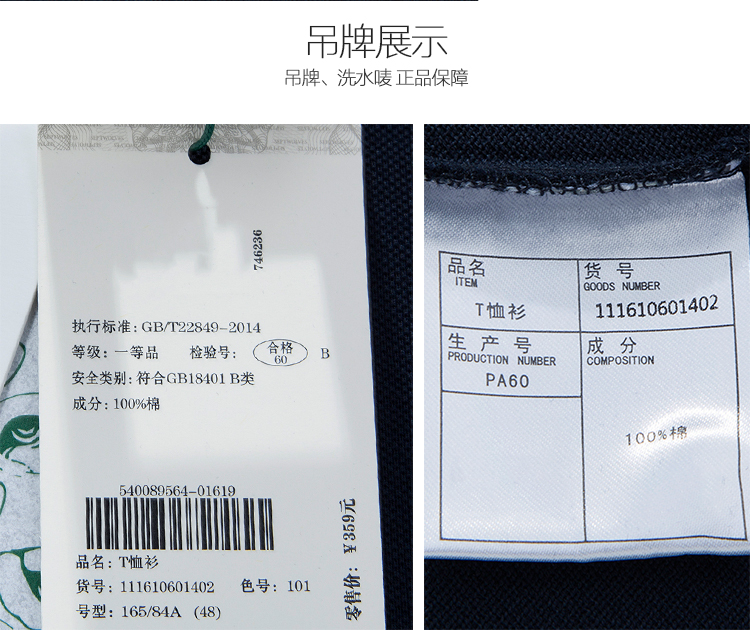 吊牌展示
吊牌、洗水唛 正品保障
746236
执行标准: GB/T22849-2014
等级: 一等品 检验号: 合格 60 B
安全类别: 符合GB18401 B类
成分: 100%棉
540089564-01619
品名: T恤衫
货号: 111610601402 色号: 101
号型: 165/84A (48)
零售价: ¥359元
品名
ITEM
T恤衫
货 号
GOODS NUMBER
111610601402
生 产 号
PRODUCTION NUMBER
PA60
成 分
COMPOSITION
100%棉